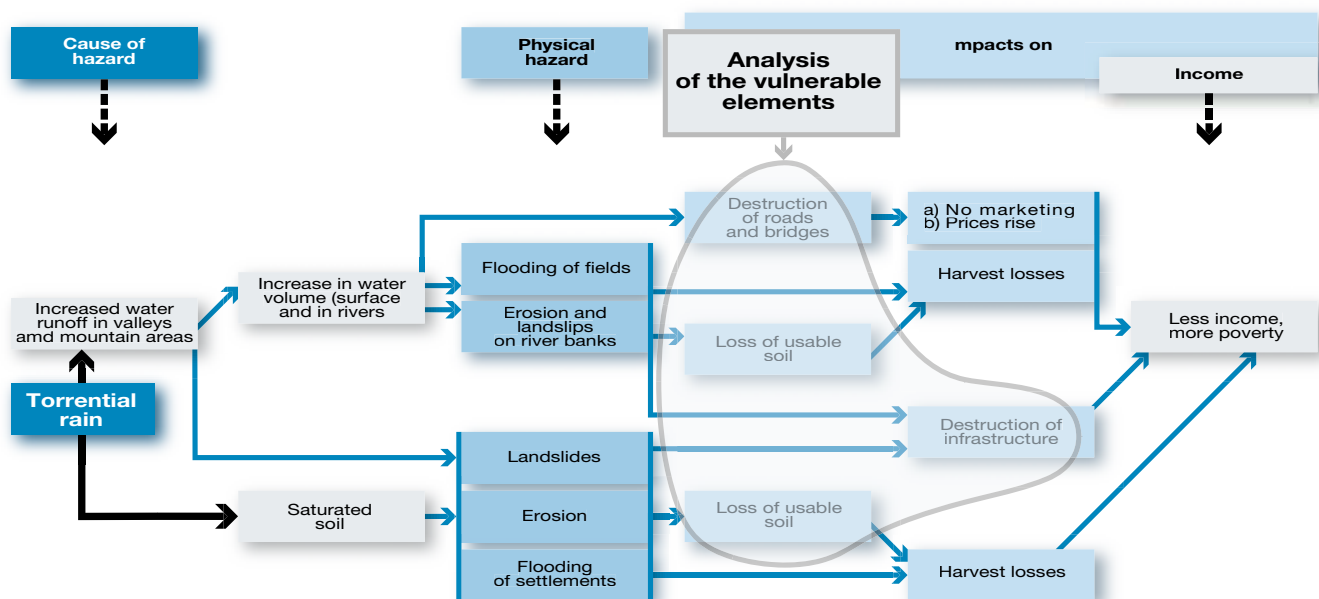 Cause of
hazard
Physical
hazard
Analysis
of the vulnerable
elements
mpacts on
Income
Destruction
of roads
and bridges
a) No marketing
b) Prices rise
Flooding of fields
Harvest losses
Increase in water
volume (surface
and in rivers
Increased water
runoff in valleys
amd mountain areas
Erosion and
landslips
on river banks
Loss of usable
soil
Less income,
more poverty
Torrential
rain
Destruction of
infrastructure
Landslides
Saturated
soil
Erosion
Loss of usable
soil
Flooding
of settlements
Harvest losses